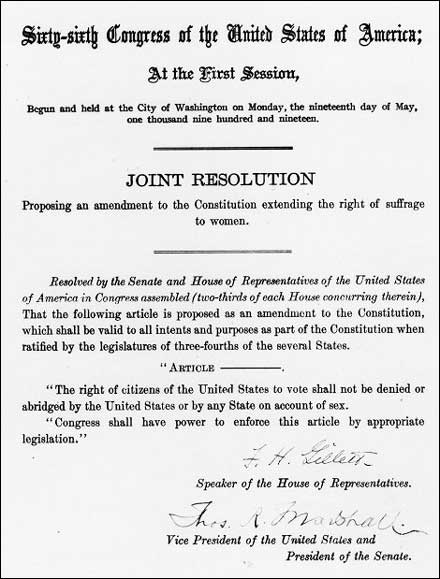 Sixty-sixth Congress of the United States of America;
At the First Session,
Begun and held at the City of Washington on Monday, the nineteenth day of May,
one thousand nine hundred and nineteen.
JOINT RESOLUTION
Proposing an amendment to the Constitution extending the right of suffrage
to women.
Resolved by the Senate and House of Representatives of the United States
of America in Congress assembled (two-thirds of each House concurring therein),
That the following article is proposed as an amendment to the Constitution,
which shall be valid to all intents and purposes as part of the Constitution when
ratified by the legislatures of three-fourths of the several States.
"ARTICLE ————.
"The right of citizens of the United States to vote shall not be denied or
abridged by the United States or by any State on account of sex.
"Congress shall have power to enforce this article by appropriate
legislation."
F. H. Gillett
Speaker of the House of Representatives.
Thos. R. Marshall
Vice President of the United States and
President of the Senate.